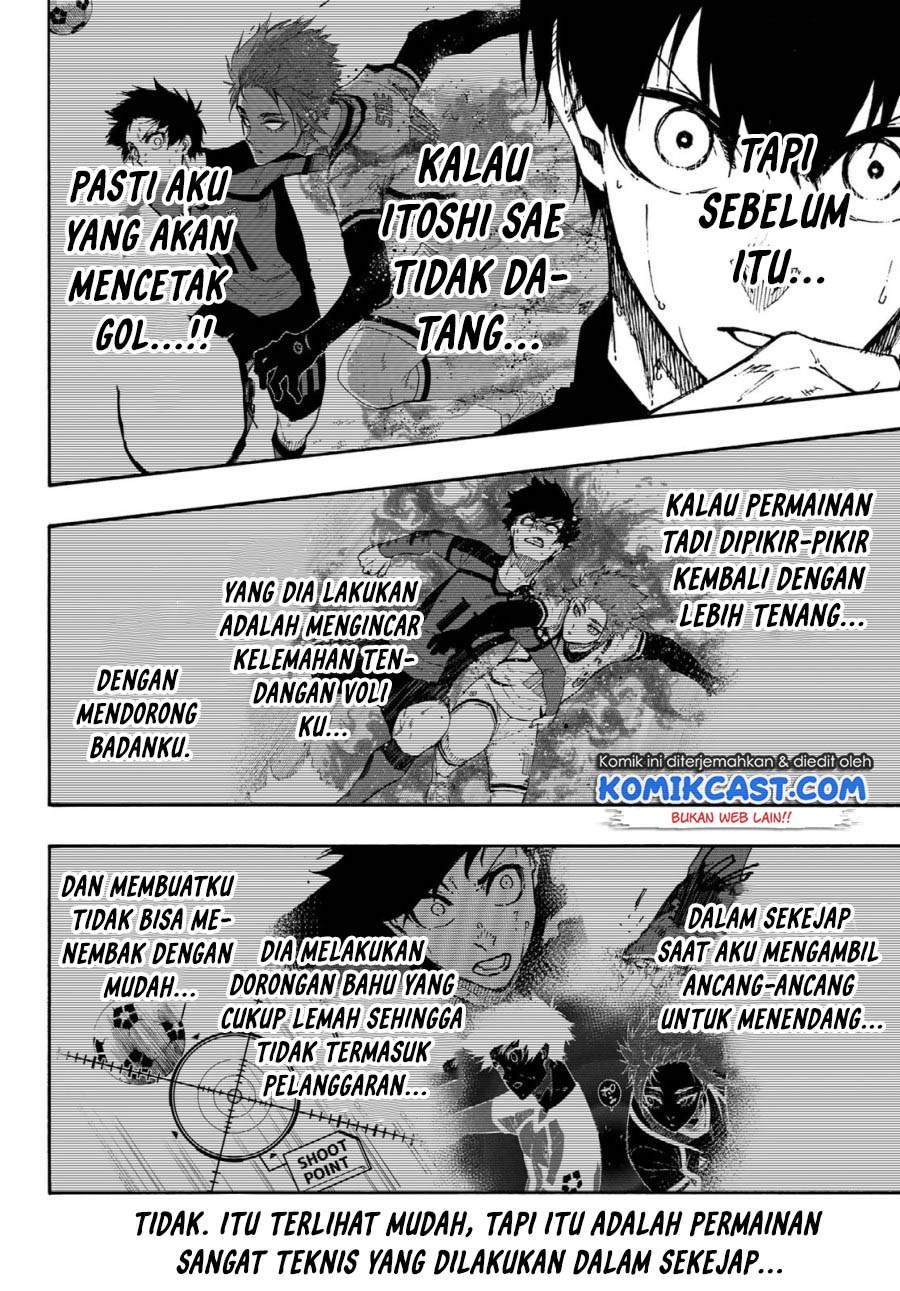 TAPI
SEBELUM
ITU...
KALAU
ITOSHI SAE
TIDAK DA-
TANG...
PASTI AKU
YANG AKAN
MENCETAK
GOL...!!
SAE
11
11
KALAU PERMAINAN
TADI DIPIKIR-PIKIR
KEMBALI DENGAN
LEBIH TENANG...
YANG DIA LAKUKAN
ADALAH MENGINCAR
KELEMAHAN TEN-
DANGAN VOLI
KU...
DENGAN
MENDORONG
BADANKU.
11
Komik ini diterjemahkan & diedit oleh
KOMIKCAST.COM
BUKAN WEB LAIN!!
DALAM SEKEJAP
SAAT AKU MENGAMBIL
ANCANG-ANCANG
UNTUK MENENDANG...
DIA MELAKUKAN
DORONGAN BAHU YANG
CUKUP LEMAH SEHINGGA
TIDAK TERMASUK
PELANGGARAN...
DAN MEMBUATKU
TIDAK BISA ME-
NEMBAK DENGAN
MUDAH...
SHOOT
POINT
TIDAK. ITU TERLIHAT MUDAH, TAPI ITU ADALAH PERMAINAN
SANGAT TEKNIS YANG DILAKUKAN DALAM SEKEJAP...